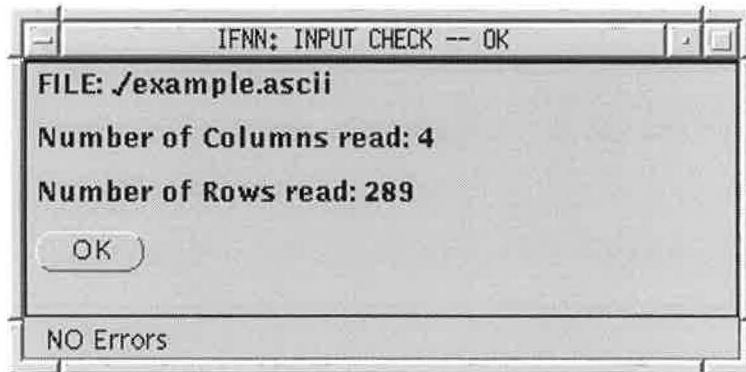 IFNN: INPUT CHECK -- OK
FILE: ./example.ascii
Number of Columns read: 4
Number of Rows read: 289
OK
NO Errors